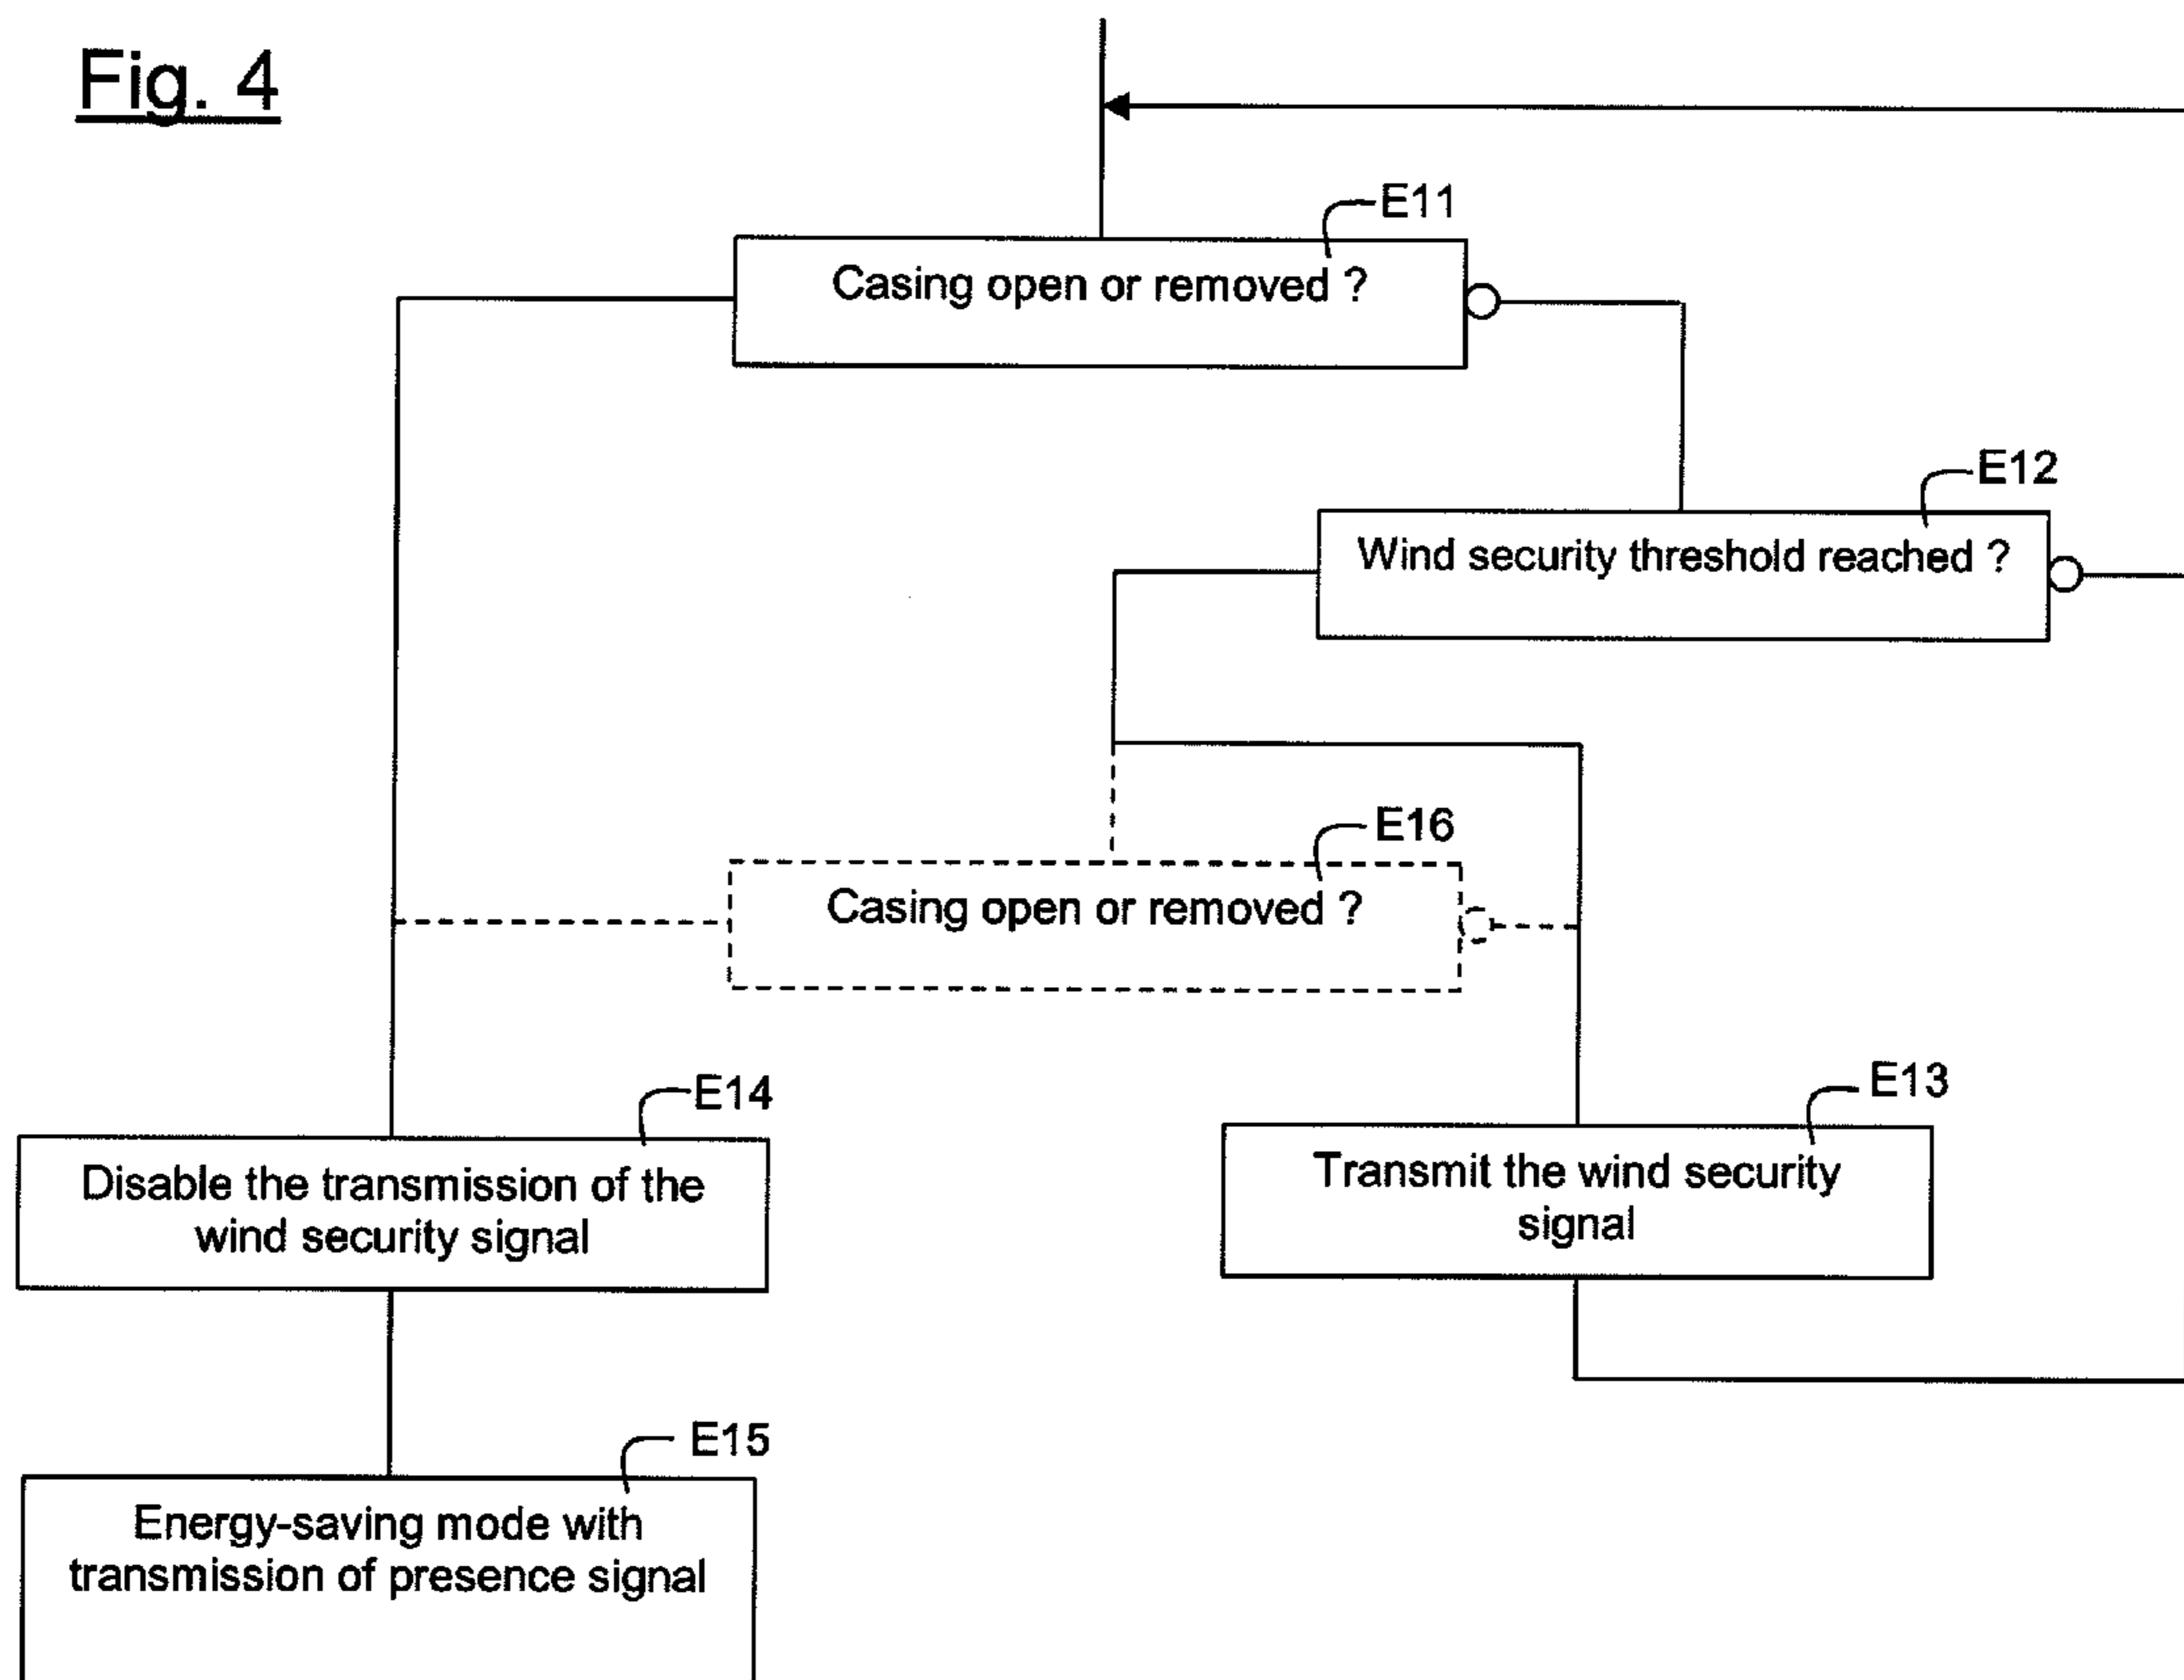 Fig. 4
E11
Casing open or removed ?
E12
Wind security threshold reached ?
E16
Casing open or removed ?
E14
Disable the transmission of the
wind security signal
E13
Transmit the wind security
signal
E15
Energy-saving mode with
transmission of presence signal